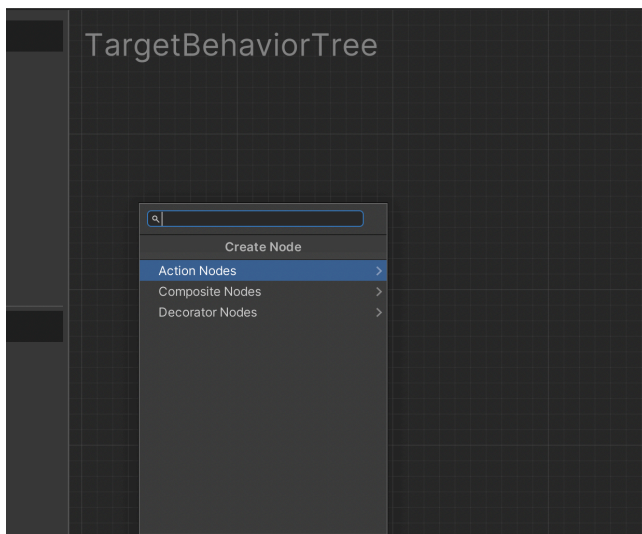 TargetBehaviorTree
Create Node
Action Nodes
Composite Nodes
Decorator Nodes